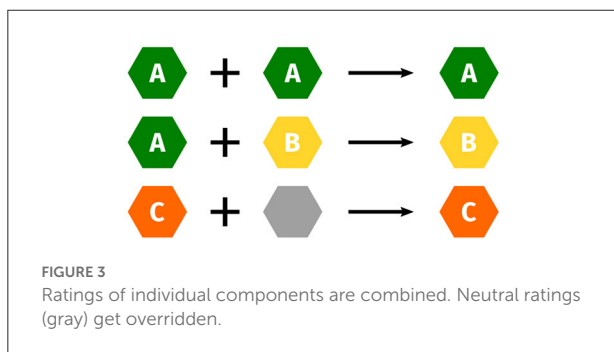 A + A → A
A + B → B
C + → C
FIGURE 3
Ratings of individual components are combined. Neutral ratings
(gray) get overridden.